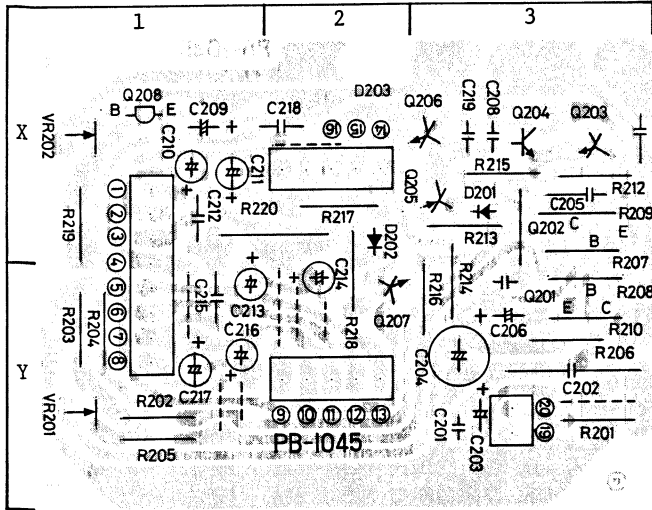 1 2 3
X
Y
Q208
B E
C209
C218
D203
Q206
C219
C208
Q204
Q203
VR202
C210
16 15 14
C211
R215
R212
1
2
3
4
5
6
7
8
C212
R220
R217
Q205
D201
C205
R209
R219
D202
R213
Q202
C
E
B
R207
R203
R204
C215
C213
C214
R218
Q207
R216
R214
Q201
B
R208
E
C
C206
R210
C216
C204
R206
C217
C202
VR201
R202
9 10 11 12 13
C201
C203
20
19
R201
R205
PB-1045